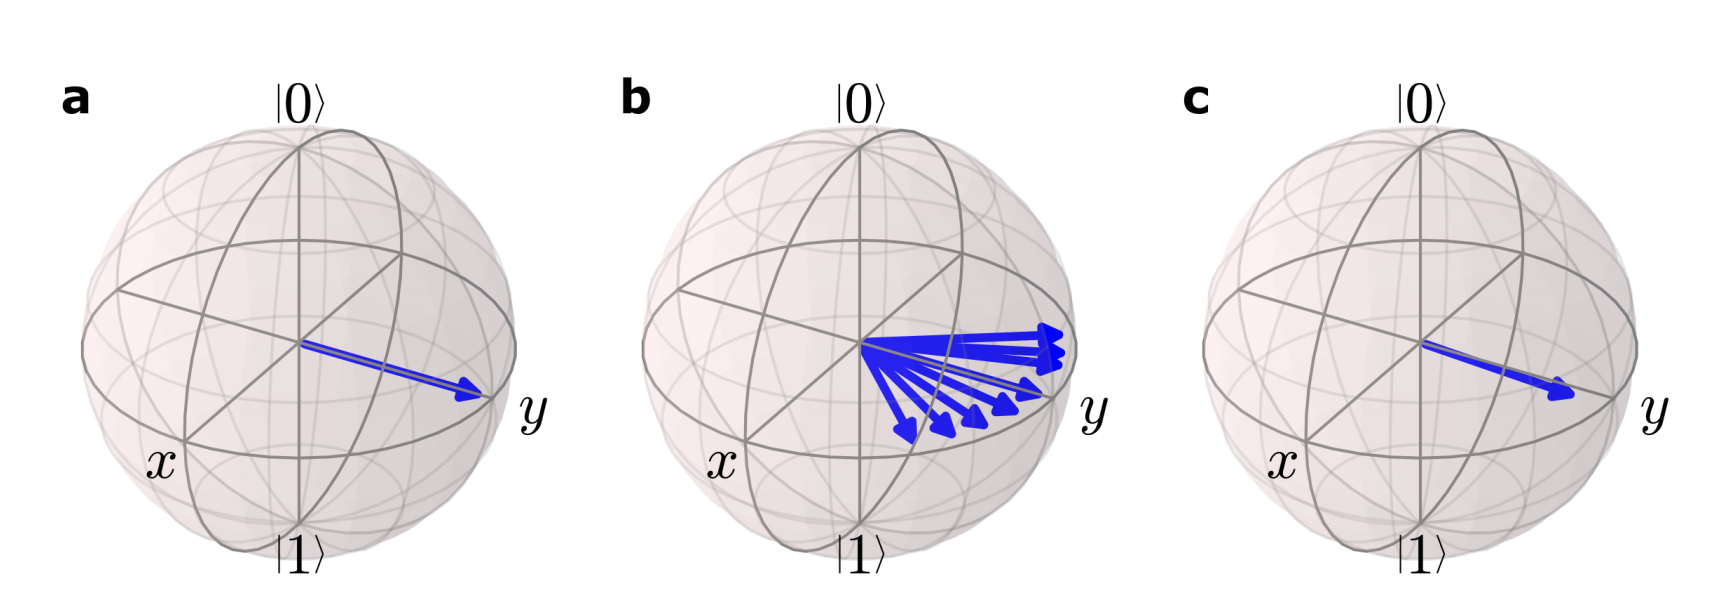 a b c
|0⟩ |0⟩ |0⟩
y y y
x x x
|1⟩ |1⟩ |1⟩